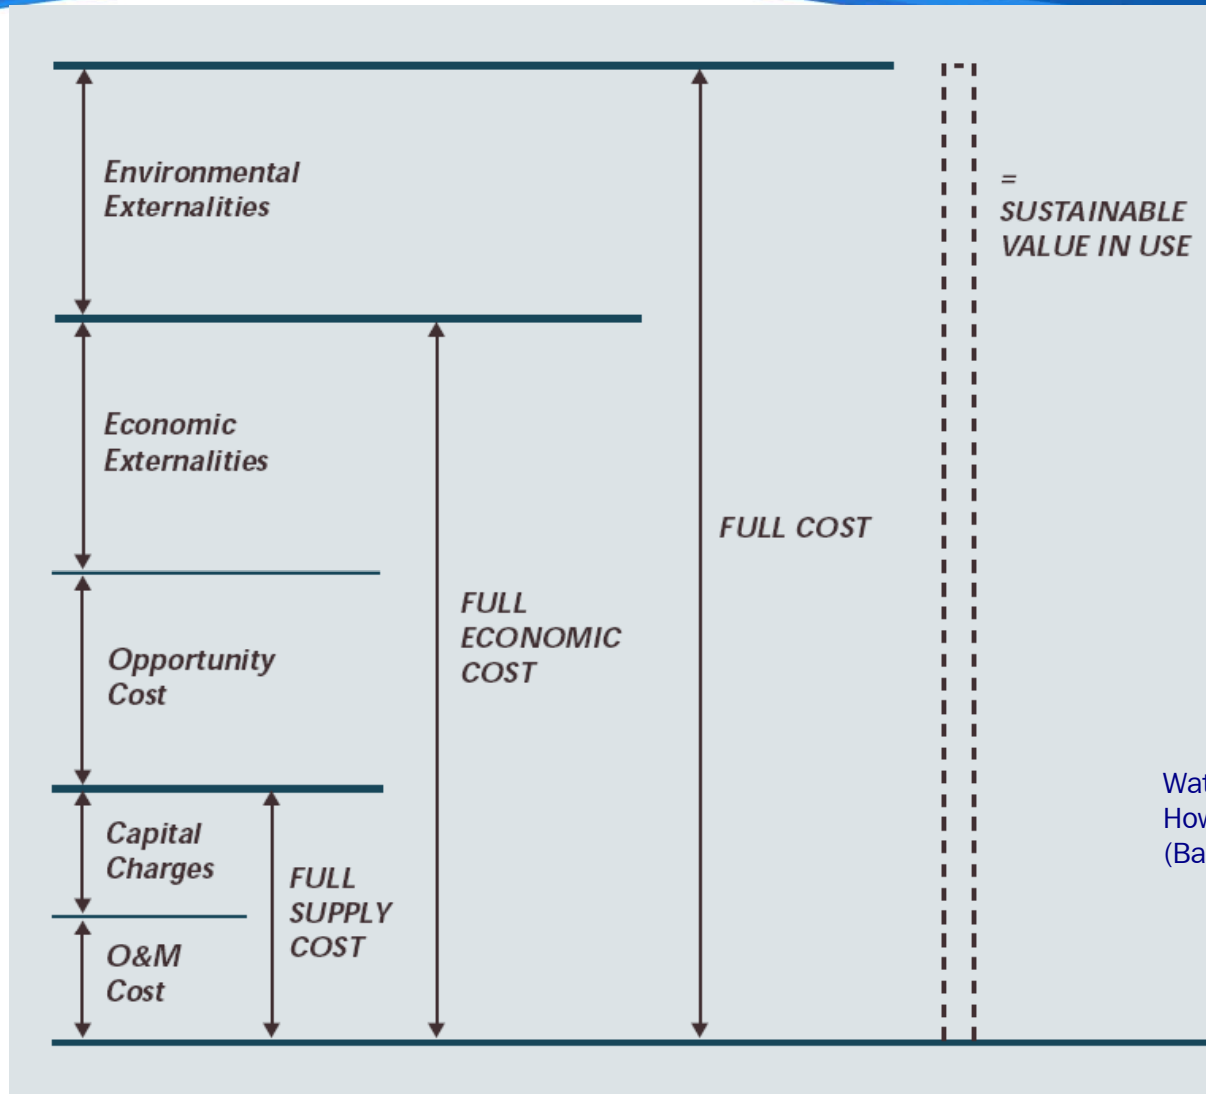 Environmental
Externalities
=
SUSTAINABLE
VALUE IN USE
Economic
Externalities
FULL COST
FULL
ECONOMIC
COST
Opportunity
Cost
Capital
Charges
FULL
SUPPLY
COST
O&M
Cost